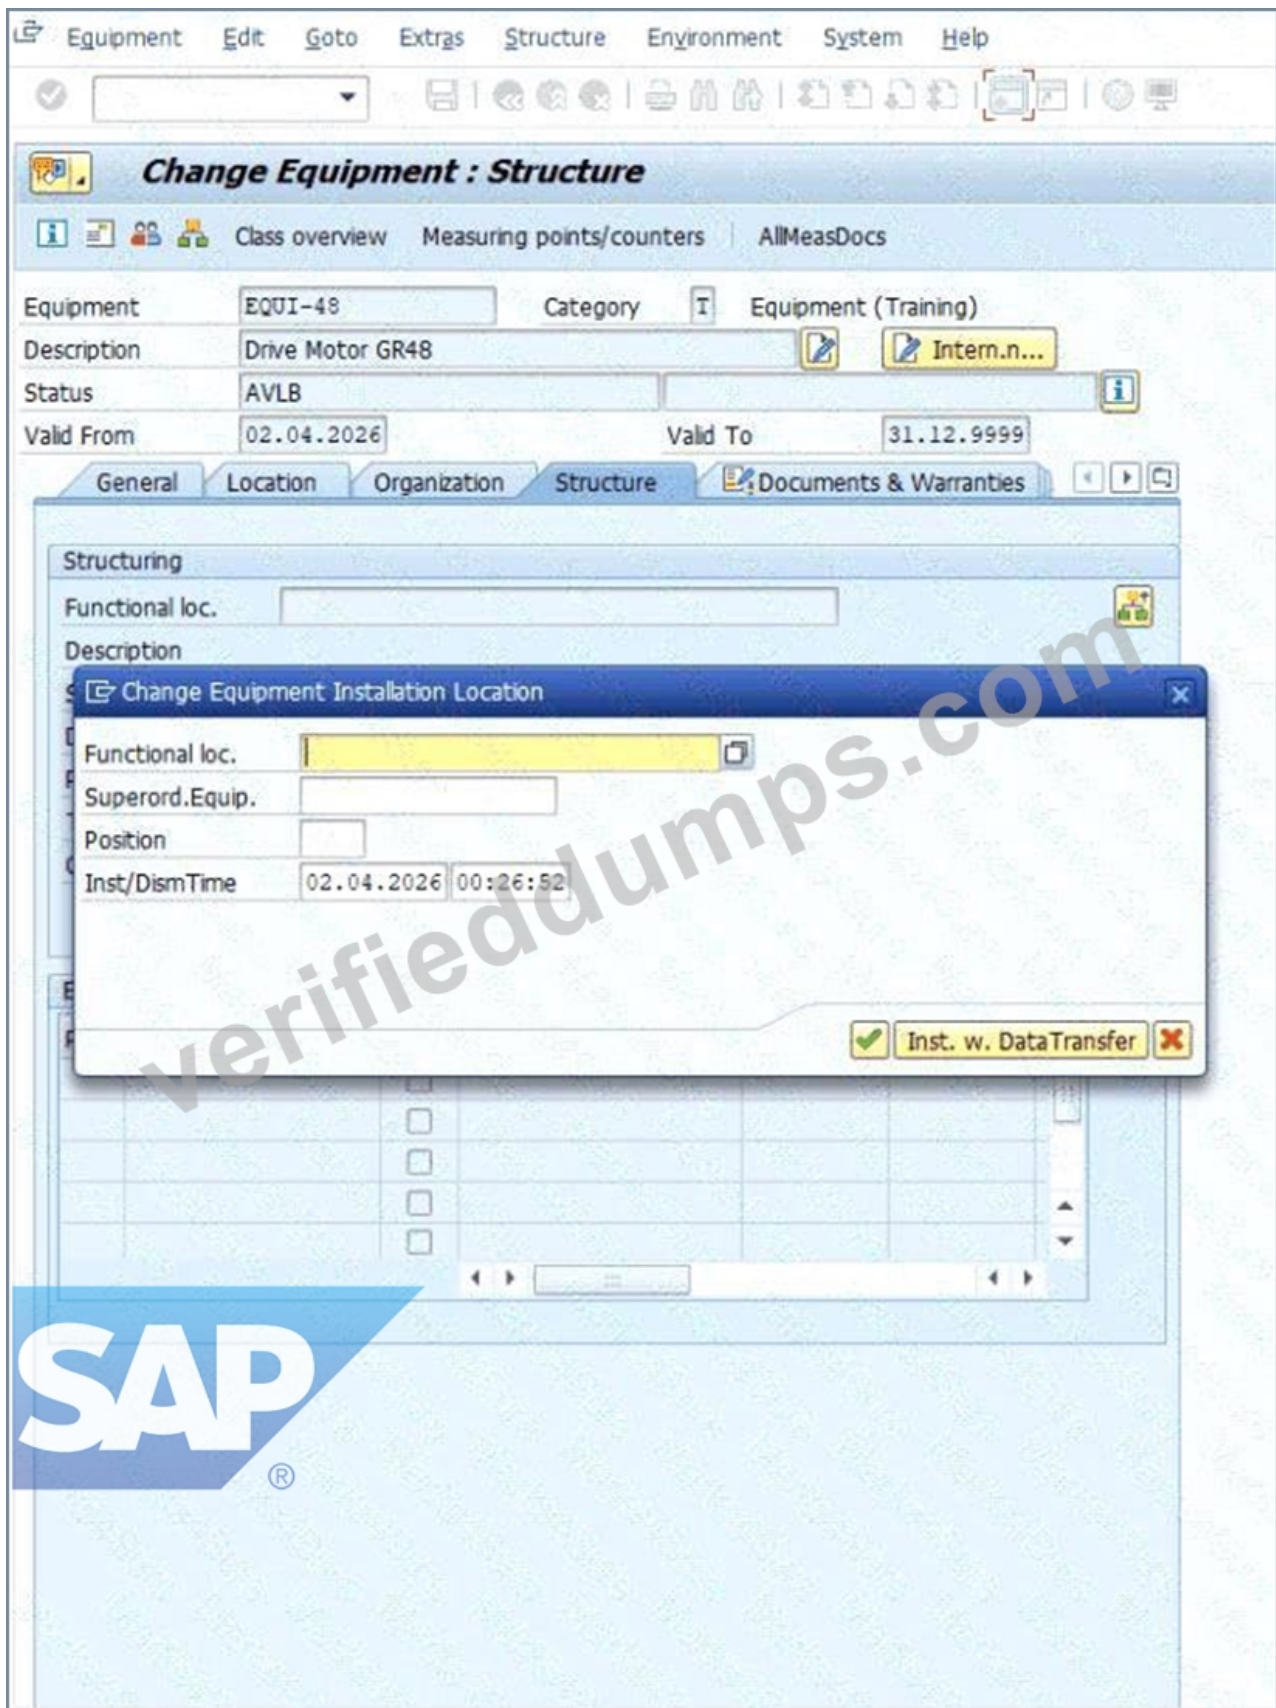 Equipment Edit Goto Extras Structure Environment System Help
Change Equipment : Structure
Class overview Measuring points/counters AllMeasDocs
Equipment EQUI-48 Category T Equipment (Training)
Description Drive Motor GR48 Intern.n...
Status AVLB
Valid From 02.04.2026 Valid To 31.12.9999
General Location Organization Structure Documents & Warranties
Structuring
Functional loc.
Description
Change Equipment Installation Location
Functional loc.
Superord.Equip.
Position
Inst/DismTime 02.04.2026 00:26:52
Inst. w. DataTransfer
verifieddumps.com
SAP ®